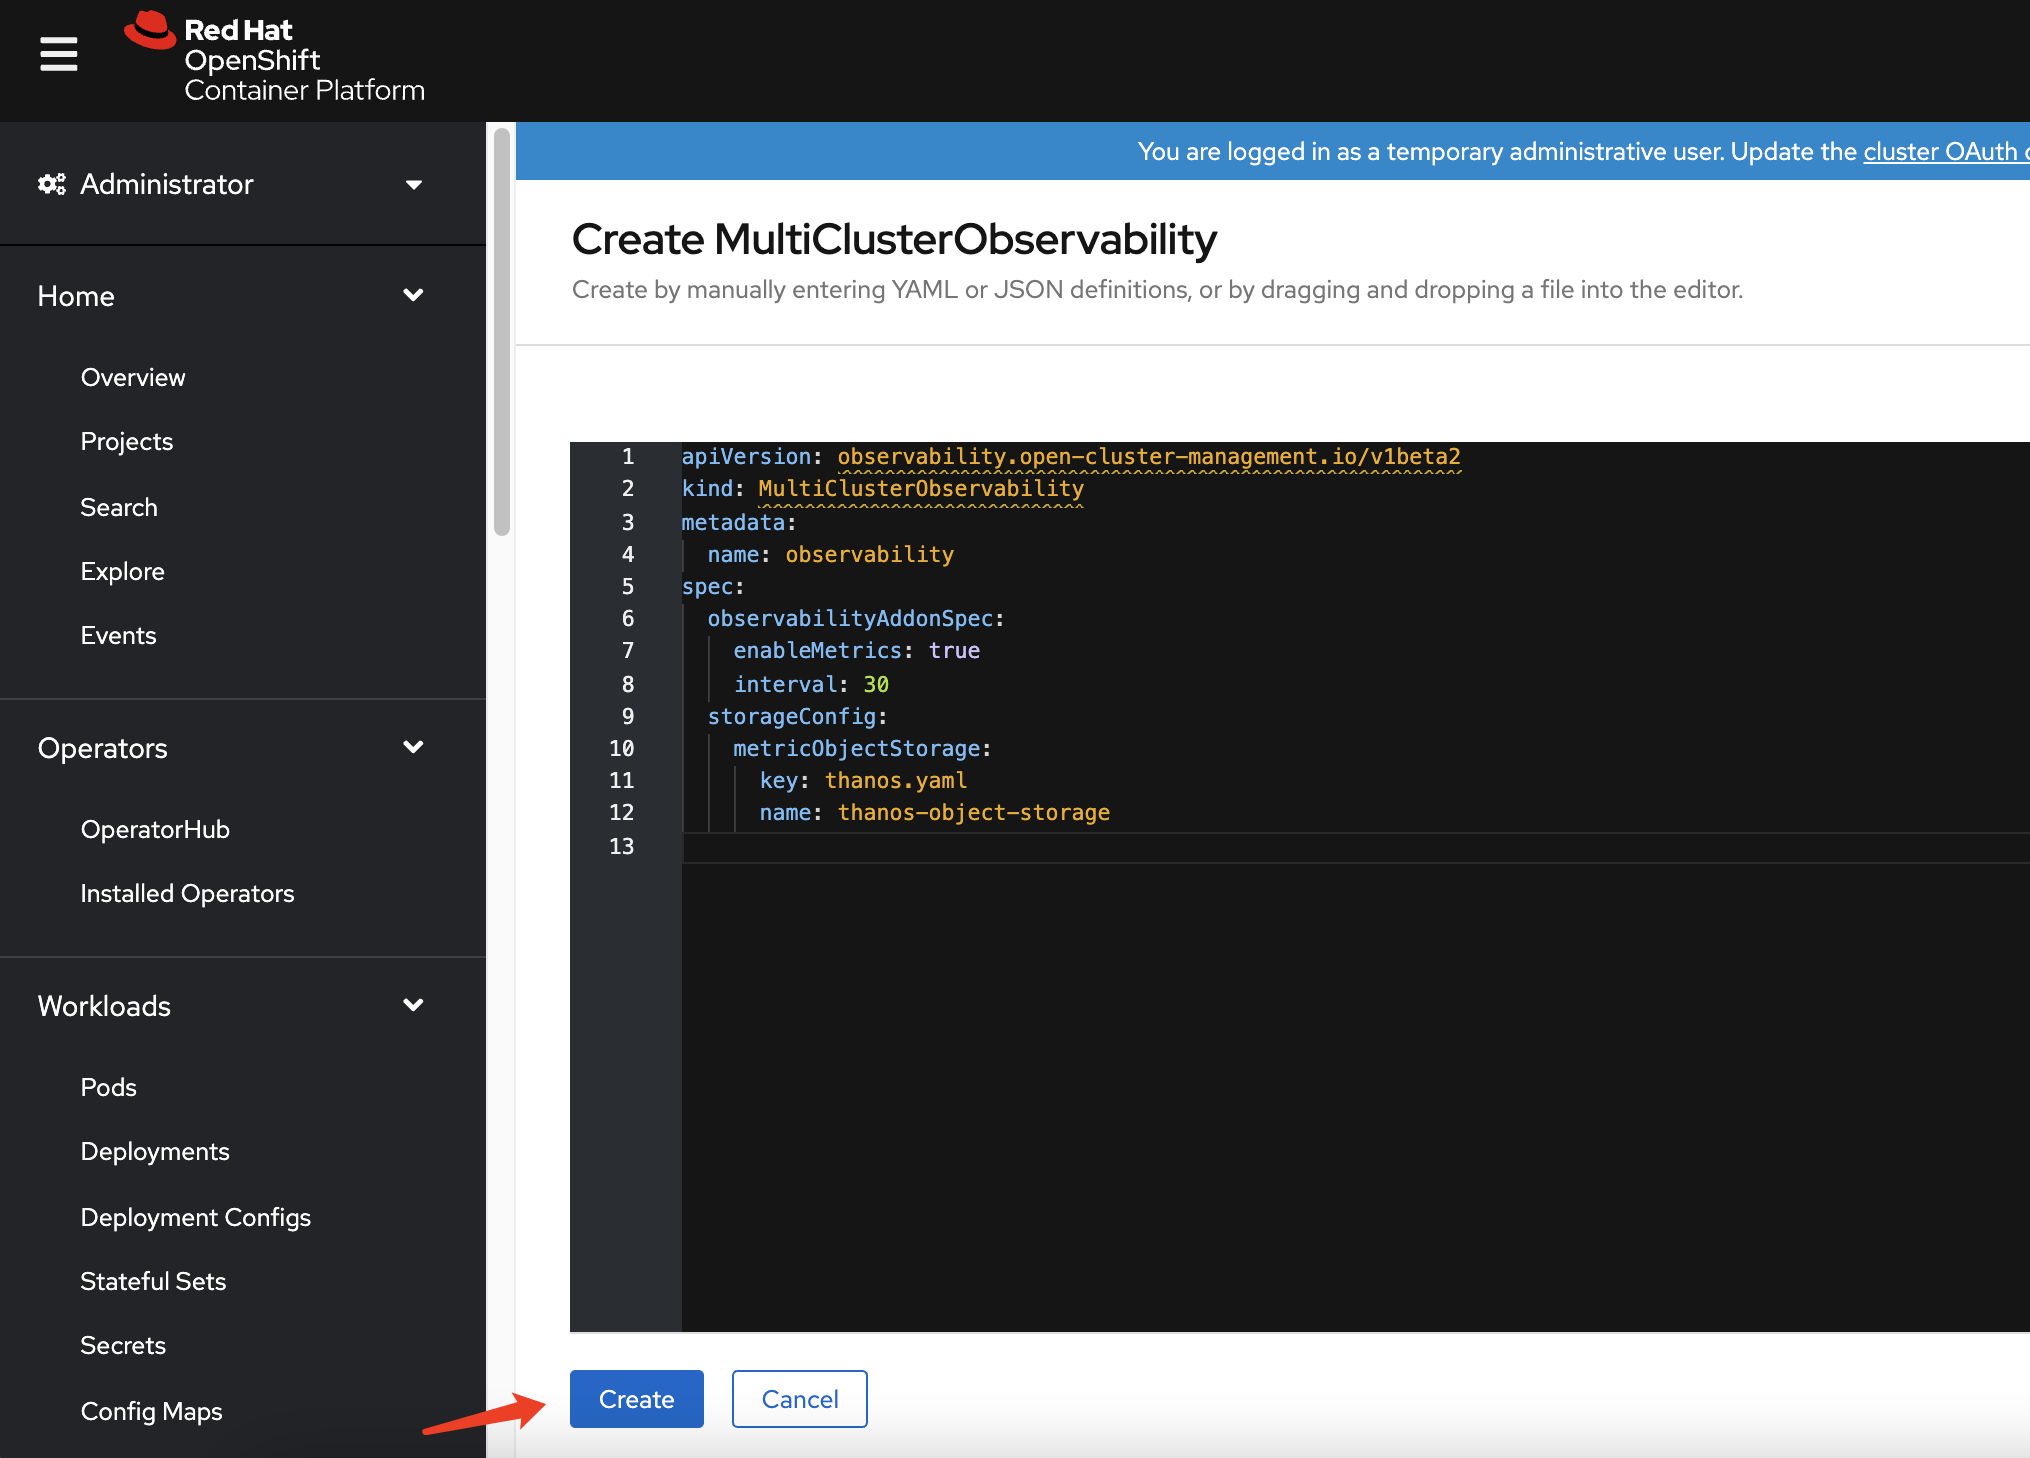 Red Hat
OpenShift
Container Platform
You are logged in as a temporary administrative user. Update the cluster OAuth
Administrator
Home
Overview
Projects
Search
Explore
Events
Operators
OperatorHub
Installed Operators
Workloads
Pods
Deployments
Deployment Configs
Stateful Sets
Secrets
Config Maps
Create MultiClusterObservability
Create by manually entering YAML or JSON definitions, or by dragging and dropping a file into the editor.
1 apiVersion: observability.open-cluster-management.io/v1beta2
2 kind: MultiClusterObservability
3 metadata:
4   name: observability
5 spec:
6   observabilityAddonSpec:
7     enableMetrics: true
8     interval: 30
9   storageConfig:
10     metricObjectStorage:
11       key: thanos.yaml
12       name: thanos-object-storage
13
Create Cancel